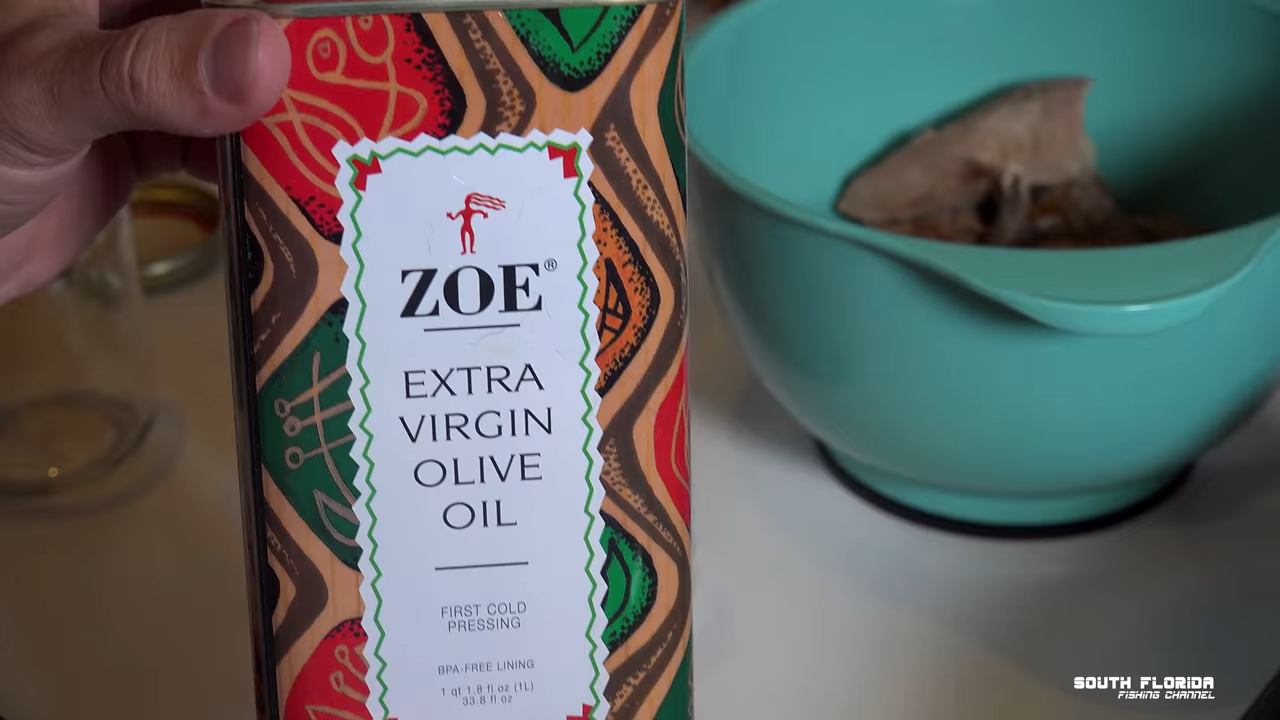 ZOE®
EXTRA
VIRGIN
OLIVE
OIL
FIRST COLD
PRESSING
BPA-FREE LINING
1 qt 1.8 fl oz (1L)
33.8 fl oz
SOUTH FLORIDA
FISHING CHANNEL